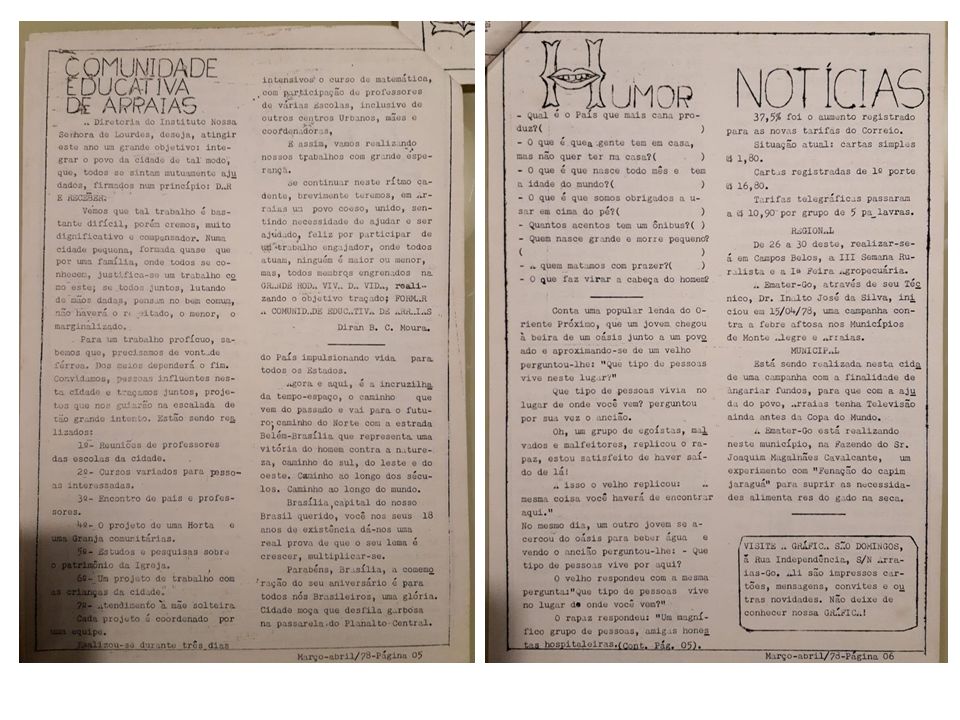 COMUNIDADE
EDUCATIVA
DE ARRAIAS
A Diretoria do Instituto Nossa
Senhora de Lourdes, deseja, atingir
este ano um grande objetivo: inte-
grar o povo da cidade de tal modo,
que, todos se sintam mutuamente aju
dados, firmados num princípio: DAR
E RECEBER.
Vemos que tal trabalho é bas-
tante difícil, porém cremos, muito
dignificativo e compensador. Numa
cidade pequena, formada quase que
por uma família, onde todos se co-
nhecem, justifica-se um trabalho co
mo este; se todos juntos, lutando
de mãos dadas, pensam no bem comum,
não haverá o rejeitado, o menor, o
marginalizado.
Para um trabalho profícuo, sa-
bemos que, precisamos de vontade
férrea. Dos meios dependerá o fim.
Convidamos, pessoas influentes nes-
ta cidade e traçamos juntos, proje-
tos que nos guiarão na escalada de
tão grande intento. Estão sendo rea
lizados:
1º- Reuniões de professores
das escolas da cidade.
2º- Cursos variados para pesso-
as interessadas.
3º- Encontro de pais e profes-
sores.
4º- O projeto de uma Horta e
uma Granja comunitárias.
5º- Estudos e pesquisas sobre
o patrimônio da Igreja.
6º- Um projeto de trabalho com
as crianças da cidade.
7º- Atendimento à mãe solteira
Cada projeto é coordenado por
uma equipe.
Realizou-se durante três dias
intensivos o curso de matemática,
com participação de professores
de várias Escolas, inclusive de
outros centros Urbanos, mães e
coordenadoras,
E assim, vamos realizando
nossos trabalhos com grande espe-
rança.
Se continuar neste rítmo ca-
dente, brevimente teremos, em Ar-
raias um povo coeso, unido, sen-
tindo necessidade de ajudar e ser
ajudado, feliz por participar de
um trabalho engajador, onde todos
atuam, ninguém é maior ou menor,
mas, todos membros engrenados na
GRANDE RODA VIVA DA VIDA, reali-
zando o objetivo traçado; FORMAR
A COMUNIDADE EDUCATIVA DE ARRAIAS
Diran B. C. Moura.
do País impulsionando vida para
todos os Estados.
Agora e aqui, é a incruzilha
da tempo-espaço, o caminho que
vem do passado e vai para o futu-
ro; caminho do Norte com a estrada
Belém-Brasília que representa uma
vitória do homem contra a nature-
za, caminho do sul, do leste e do
oeste. Caminho ao longo dos sécu-
los. Caminho ao longo do mundo.
Brasília, capital do nosso
Brasil querido, você nos seus 18
anos de existência dá-nos uma
real prova de que o seu lema é
crescer, multiplicar-se.
Parabéns, Brasília, a comemo
ração do seu aniversário é para
todos nós Brasileiros, uma glória.
Cidade moça que desfila garbosa
na passarela do Planalto Central.
Março-abril/78-Página 05
HUMOR
- Qual é o País que mais cana pro-
duz?( )
- O que é que a gente tem em casa,
mas não quer ter na casa?( )
- O que é que nasce todo mês e tem
a idade do mundo?( )
- O que é que somos obrigados a u-
sar em cima do pé?( )
- Quantos acentos tem um ônibus?( )
- Quem nasce grande e morre pequeno?
( )
- A quem matamos com prazer?( )
- O que faz virar a cabeça do homem?
Conta uma popular lenda do O-
riente Próximo, que um jovem chegou
à beira de um oásis junto a um povo
ado e aproximando-se de um velho
perguntou-lhe: "Que tipo de pessoas
vive neste lugar?"
Que tipo de pessoas vivia no
lugar de onde você vem? perguntou
por sua vez o ancião.
Oh, um grupo de egoístas, mal
vados e malfeitores, replicou o ra-
paz, estou satisfeito de haver saí-
do de lá!
A isso o velho replicou: A
mesma coisa você haverá de encontrar
aqui."
No mesmo dia, um outro jovem se a-
cercou do oásis para beber água e
vendo o ancião perguntou-lhe: - Que
tipo de pessoas vive por aqui?
O velho respondeu com a mesma
pergunta:"Que tipo de pessoas vive
no lugar de onde você vem?"
O rapaz respondeu: "Um magní-
fico grupo de pessoas, amigas hones
tas hospitaleiras.(Cont. Pág. 05).
NOTÍCIAS
37,5% foi o aumento registrado
para as novas tarifas do Correio.
Situação atual: cartas simples
₢$ 1,80.
Cartas registradas de 1º porte
₢$ 16,80.
Tarifas telegráficas passaram
a ₢$ 10,90 por grupo de 5 palavras.
REGIONAL
De 26 a 30 deste, realizar-se-
á em Campos Belos, a III Semana Ru-
ralista e a Iª Feira Agropecuária.
A Emater-Go, através de seu Téc
nico, Dr. Inalto José da Silva, ini
ciou em 15/04/78, uma campanha con-
tra a febre aftosa nos Municípios
de Monte Alegre e Arraias.
MUNICIPAL
Está sendo realizada nesta cida
de uma campanha com a finalidade de
angariar fundos, para que com a aju
da do povo, Arraias tenha Televisão
ainda antes da Copa do Mundo.
A Emater-Go está realizando
neste município, na Fazendo do Sr.
Joaquim Magalhães Cavalcante, um
experimento com "Fenação do capim
jaraguá" para suprir as necessida-
des alimenta res do gado na seca.
VISITE A GRÁFICA SÃO DOMINGOS,
à Rua Independência, S/N Arra-
ias-Go. Ali são impressos car-
tões, mensagens, convites e ou
tras novidades. Não deixe de
conhecer nossa GRÁFICA!
Março-abril/78-Página 06